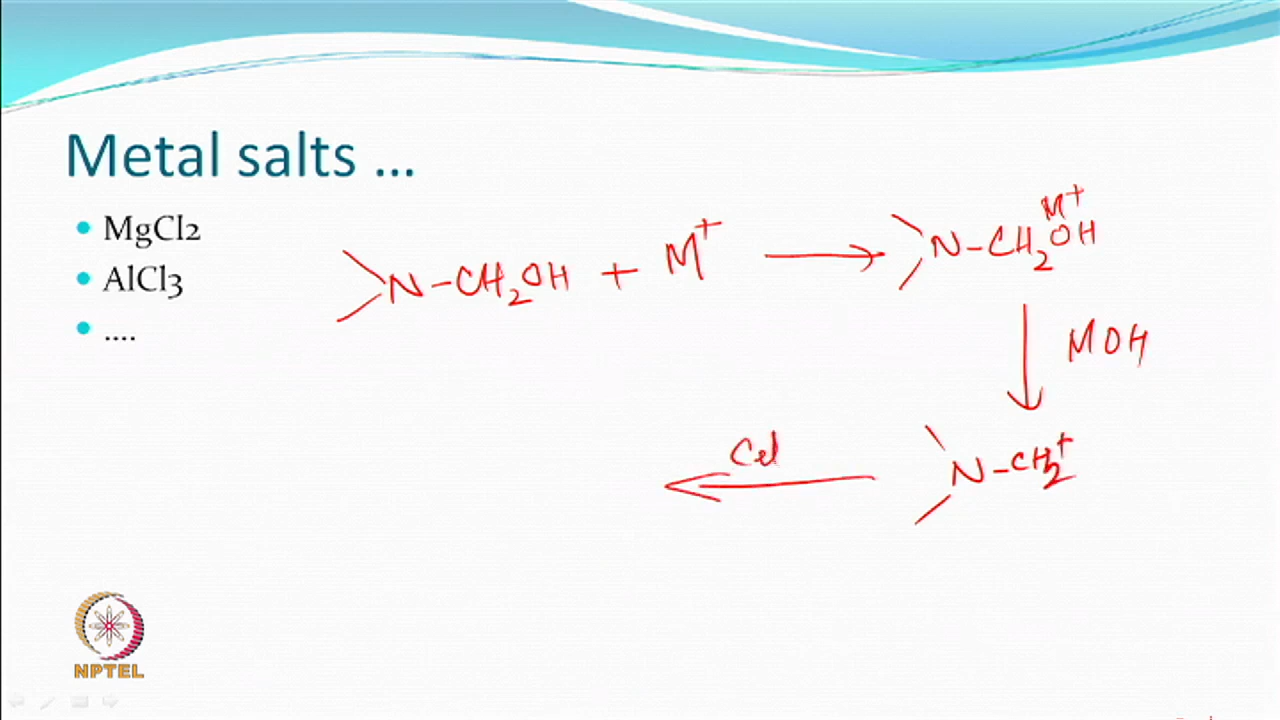 Metal salts ...
• MgCl2
• AlCl3
• ....
>N-CH2OH + M+ → >N-CH2OH M+
MOH
>N-CH2+
Cel
NPTEL